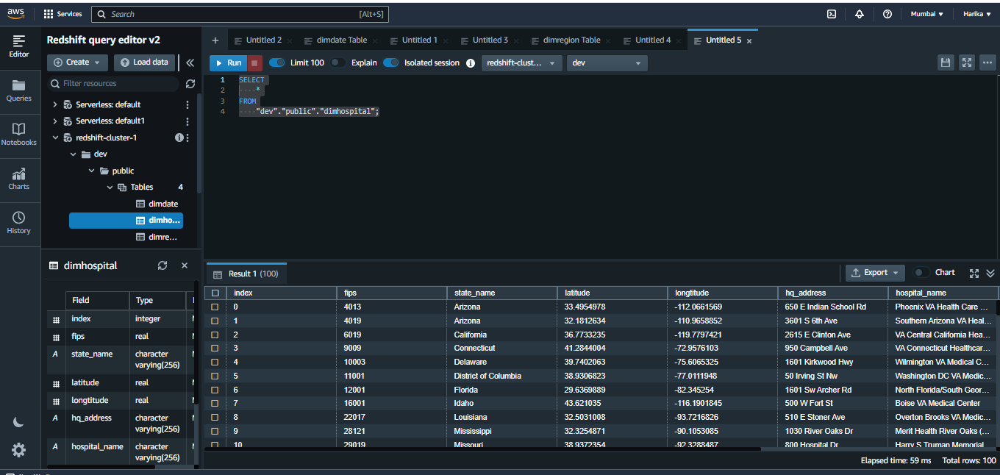 aws Services Search [Alt+S] Mumbai Harika
Editor
Queries
Notebooks
Charts
History
Redshift query editor v2
Create Load data
Filter resources
Serverless: default
Serverless: default1
redshift-cluster-1
dev
public
Tables 4
dimdate
dimho...
dimre...
dimhospital
Field Type
index integer
fips real
state_name character varying(256)
latitude real
longtitude real
hq_address character varying(256)
hospital_name character varying(256)
Untitled 2 dimdate Table Untitled 1 Untitled 3 dimregion Table Untitled 4 Untitled 5
Run Limit 100 Explain Isolated session redshift-clust... dev
1 SELECT
2 *
3 FROM
4 "dev"."public"."dimhospital";
Result 1 (100) Export Chart
index fips state_name latitude longtitude hq_address hospital_name
0 4013 Arizona 33.4954978 -112.0661569 650 E Indian School Rd Phoenix VA Health Care ...
1 4019 Arizona 32.1812634 -110.9658852 3601 S 6th Ave Southern Arizona VA Heal...
2 6019 California 36.7733235 -119.7797421 2615 E Clinton Ave VA Central California Hea...
3 9009 Connecticut 41.2844004 -72.9576103 950 Campbell Ave VA Connecticut Healthcar...
4 10003 Delaware 39.7402063 -75.6065325 1601 Kirkwood Hwy Wilmington VA Medical C...
5 11001 District of Columbia 38.9306823 -77.0111948 50 Irving St Nw Washington DC VA Medic...
6 12001 Florida 29.6369889 -82.345254 1601 Sw Archer Rd North Florida/South Geor...
7 16001 Idaho 43.621035 -116.1901845 500 W Fort St Boise VA Medical Center
8 22017 Louisiana 32.5031008 -93.7216826 510 E Stoner Ave Overton Brooks VA Medic...
9 28121 Mississippi 32.3254871 -90.1053085 1030 River Oaks Dr Merit Health River Oaks (...
10 29019 Missouri 38.9372354 -92.3288487 800 Hospital Dr Harry S Truman Memorial
Elapsed time: 59 ms Total rows: 100